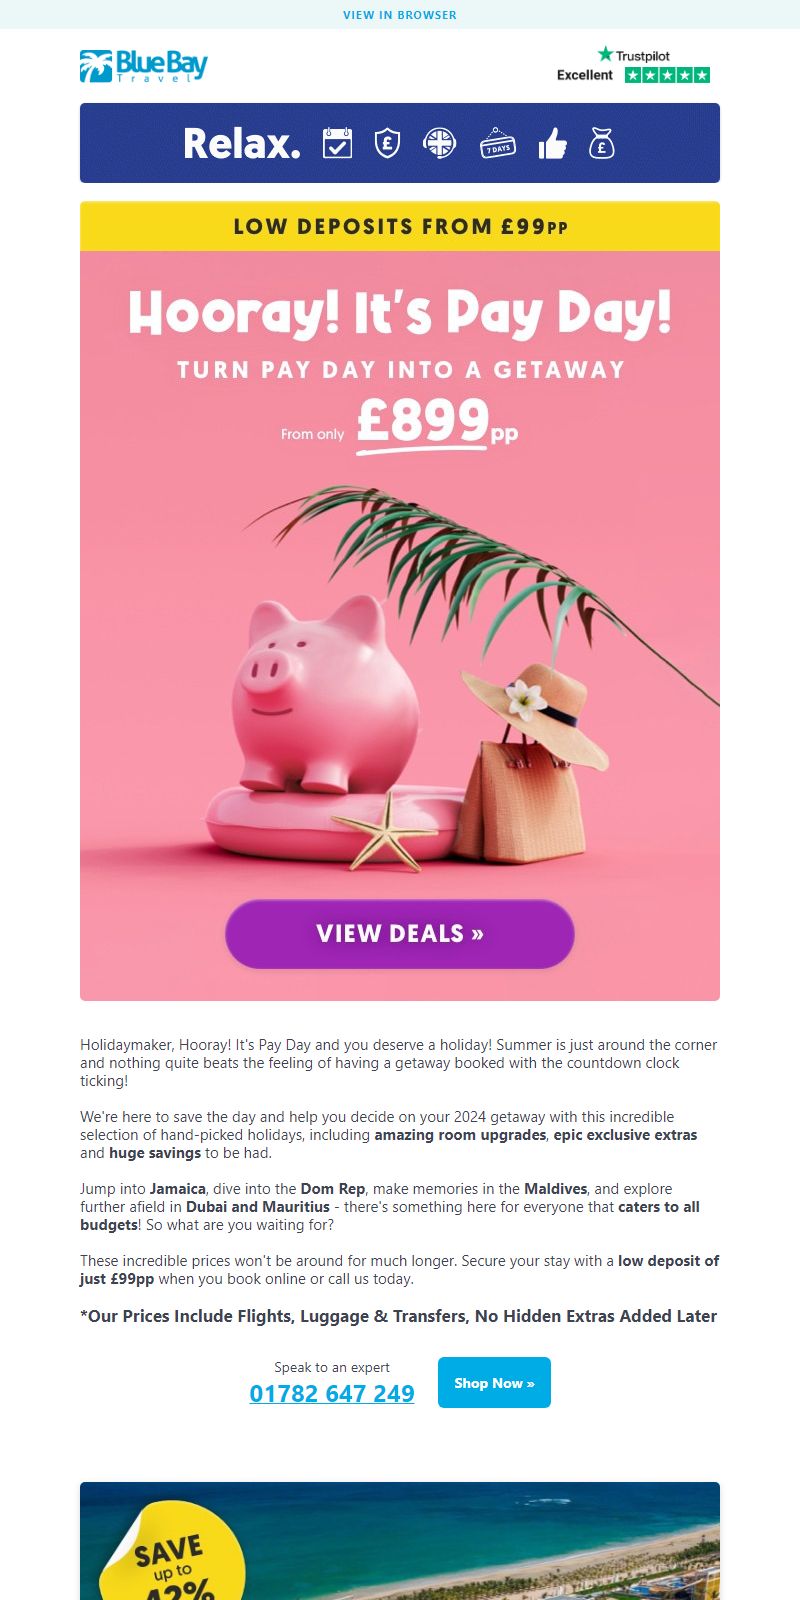 VIEW IN BROWSER
Blue Bay
Travel
Trustpilot
Excellent
Relax.
£
7 DAYS
£
LOW DEPOSITS FROM £99PP
Hooray! It's Pay Day!
TURN PAY DAY INTO A GETAWAY
From only £899pp
VIEW DEALS »
Holidaymaker, Hooray! It's Pay Day and you deserve a holiday! Summer is just around the corner
and nothing quite beats the feeling of having a getaway booked with the countdown clock
ticking!
We're here to save the day and help you decide on your 2024 getaway with this incredible
selection of hand-picked holidays, including amazing room upgrades, epic exclusive extras
and huge savings to be had.
Jump into Jamaica, dive into the Dom Rep, make memories in the Maldives, and explore
further afield in Dubai and Mauritius - there's something here for everyone that caters to all
budgets! So what are you waiting for?
These incredible prices won't be around for much longer. Secure your stay with a low deposit of
just £99pp when you book online or call us today.
*Our Prices Include Flights, Luggage & Transfers, No Hidden Extras Added Later
Speak to an expert
01782 647 249
Shop Now »
SAVE
up to
42%